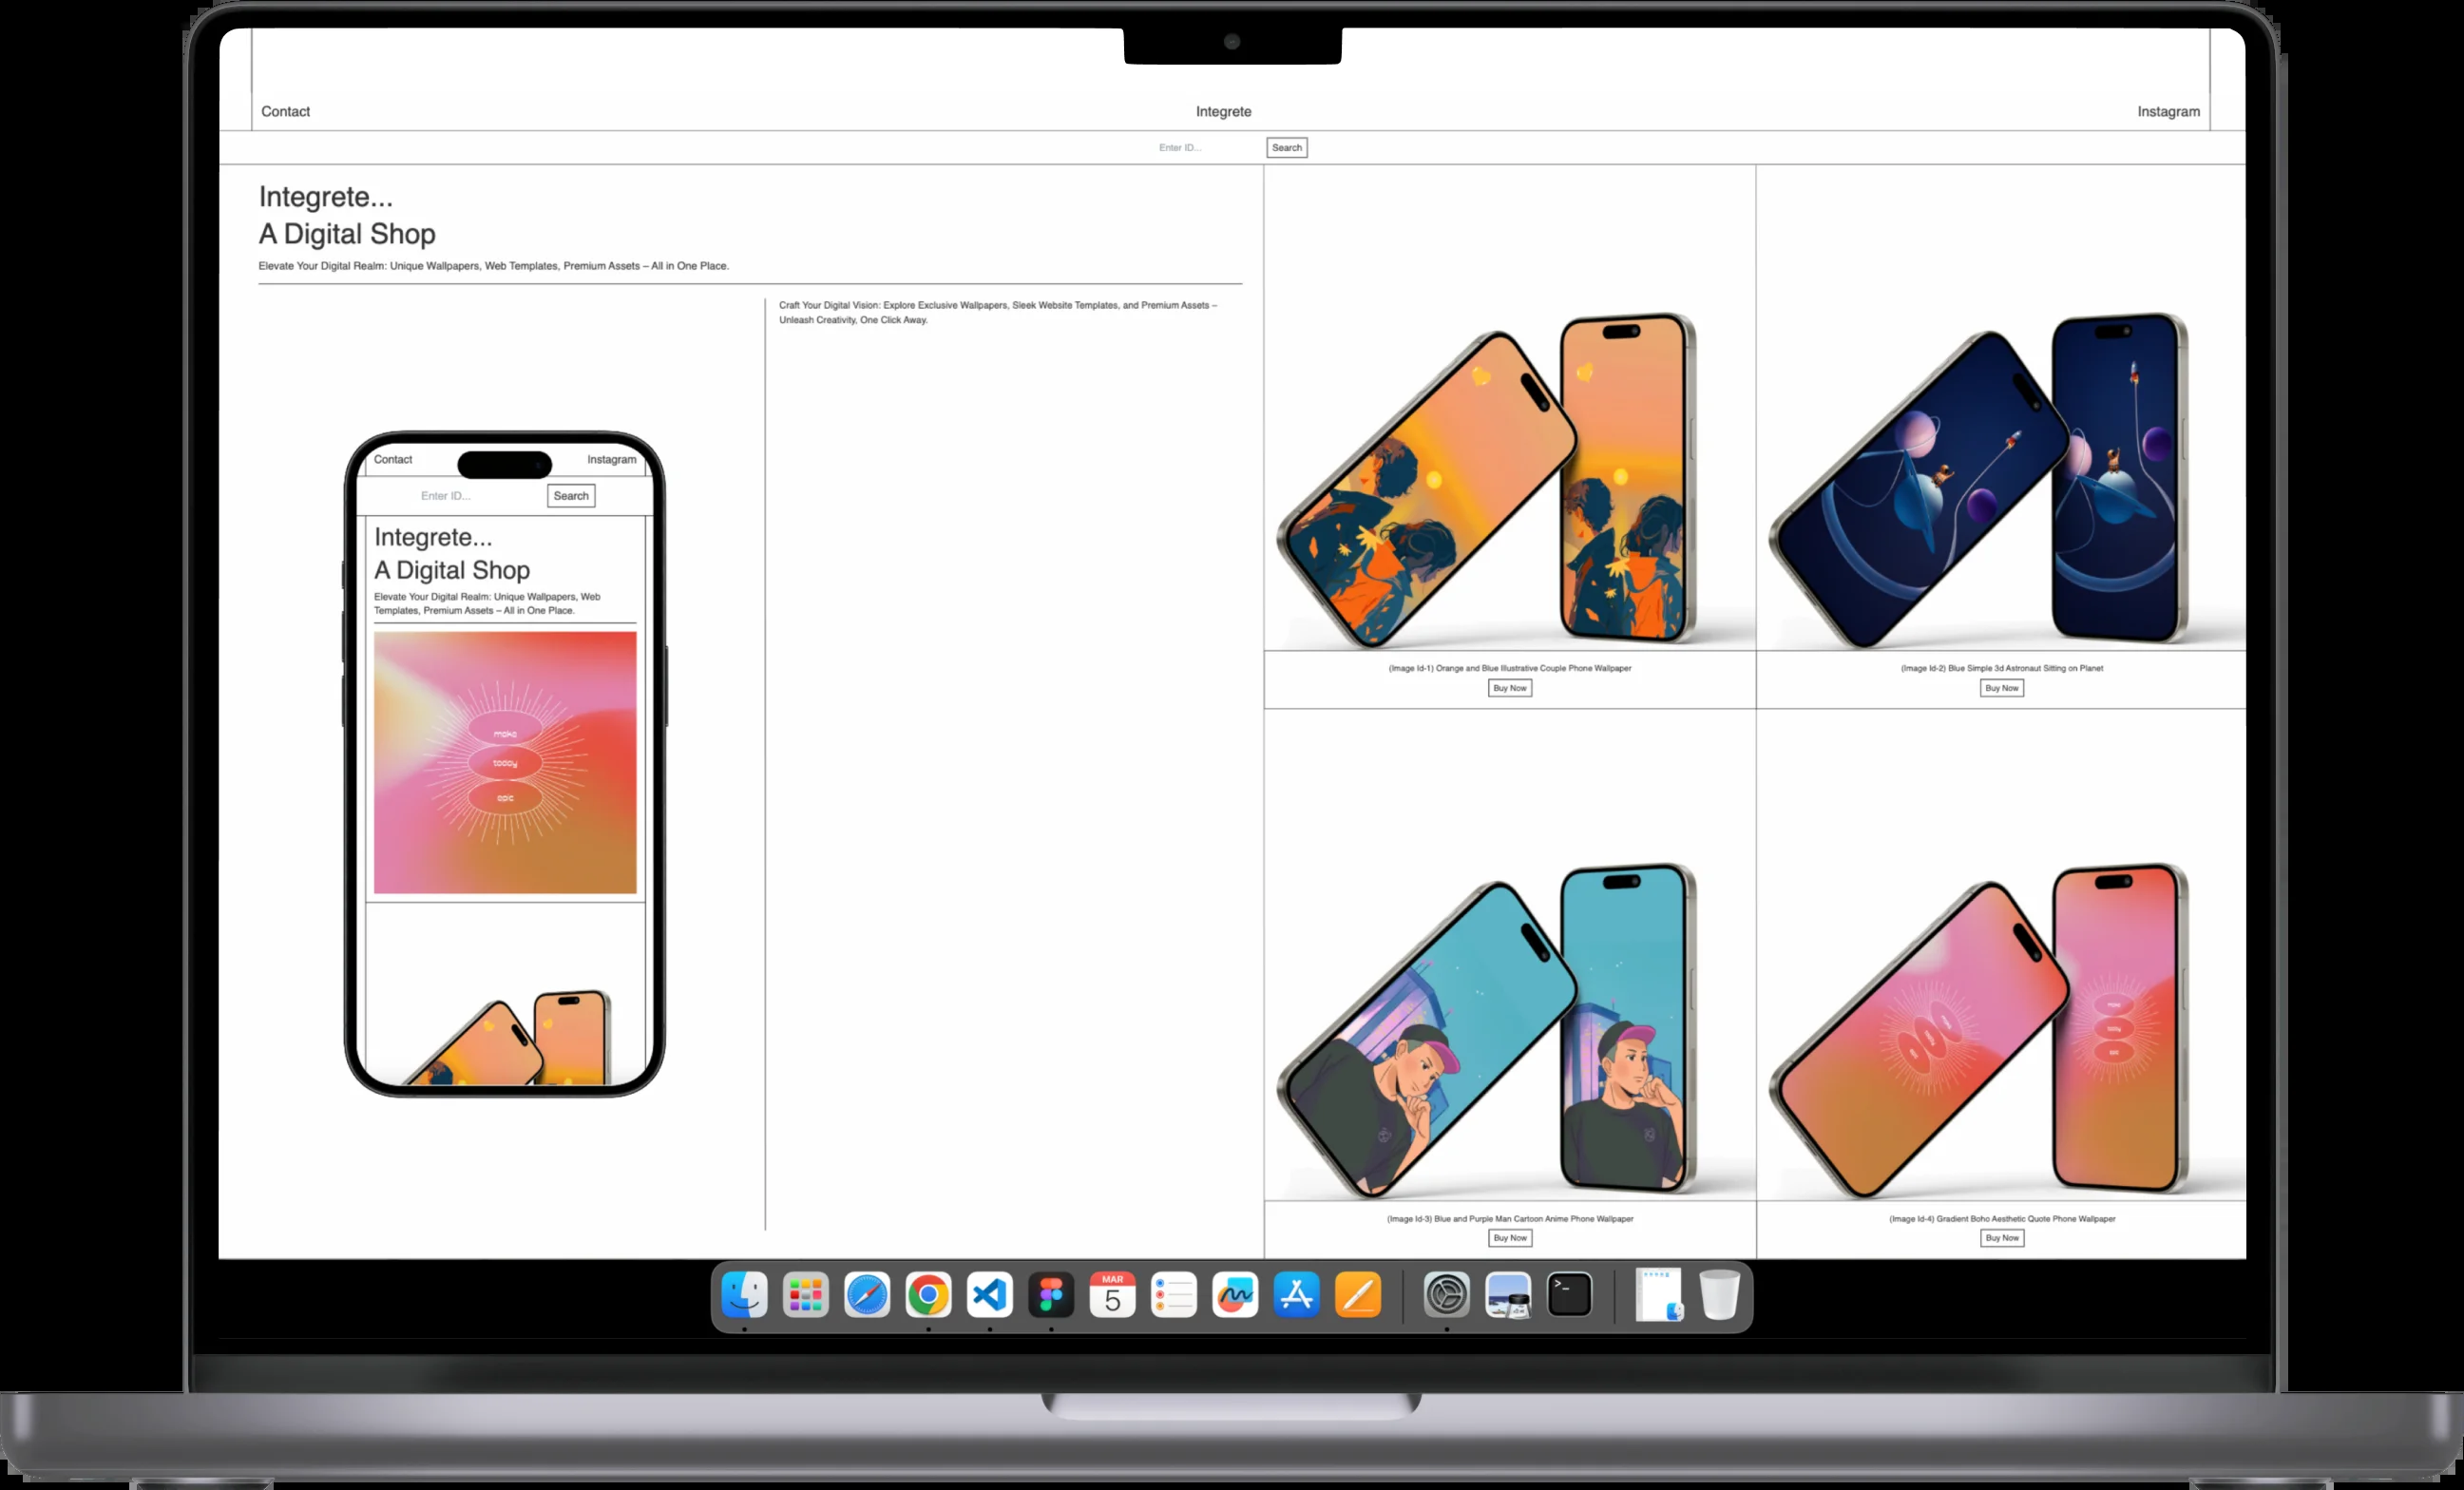 Contact
Integrete
Instagram
Enter ID...
Search
Integrete...
A Digital Shop
Elevate Your Digital Realm: Unique Wallpapers, Web Templates, Premium Assets – All in One Place.
Craft Your Digital Vision: Explore Exclusive Wallpapers, Sleek Website Templates, and Premium Assets –
Unleash Creativity, One Click Away.
Contact
Instagram
Enter ID...
Search
Integrete...
A Digital Shop
Elevate Your Digital Realm: Unique Wallpapers, Web
Templates, Premium Assets – All in One Place.
make
today
epic
(Image Id-1) Orange and Blue Illustrative Couple Phone Wallpaper
Buy Now
(Image Id-2) Blue Simple 3d Astronaut Sitting on Planet
Buy Now
make
today
epic
(Image Id-3) Blue and Purple Man Cartoon Anime Phone Wallpaper
Buy Now
(Image Id-4) Gradient Boho Aesthetic Quote Phone Wallpaper
Buy Now
MAR
5